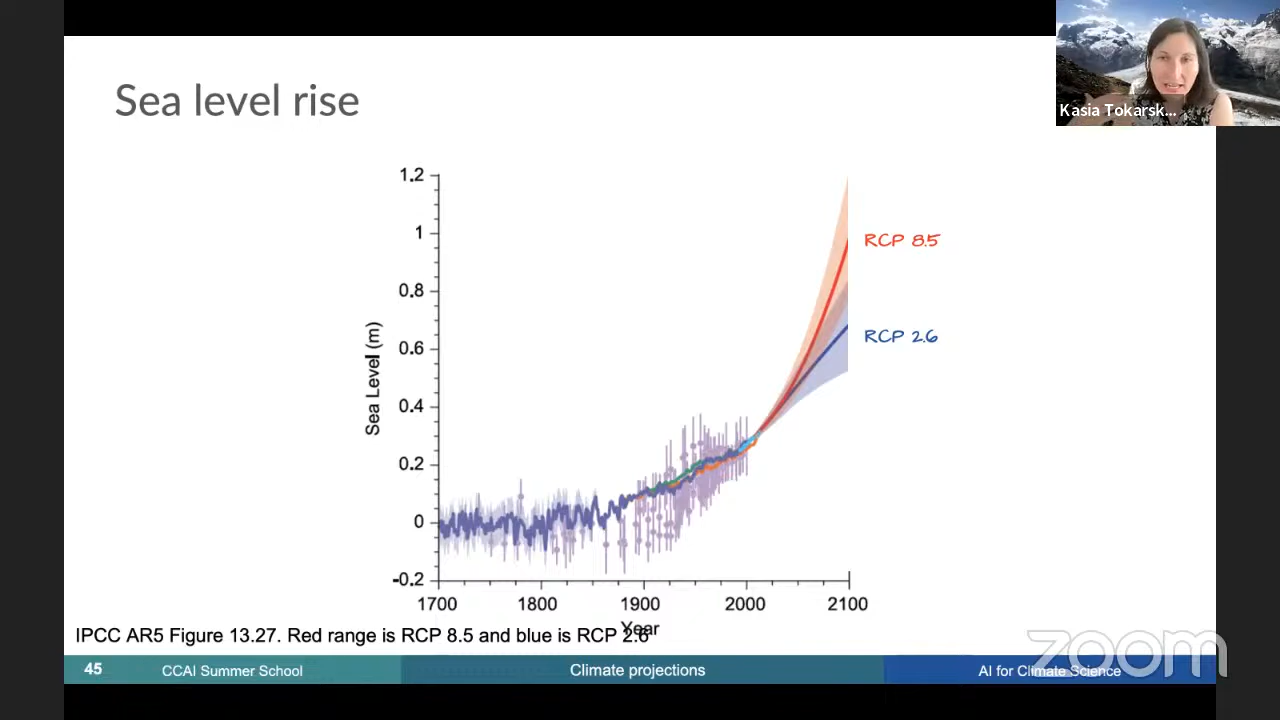 Sea level rise
Kasia Tokarsk...
1.2
1
0.8
0.6
0.4
0.2
0
-0.2
Sea Level (m)
RCP 8.5
RCP 2.6
1700
1800
1900
2000
2100
Year
IPCC AR5 Figure 13.27. Red range is RCP 8.5 and blue is RCP 2.6
zoom
45
CCAI Summer School
Climate projections
AI for Climate Science